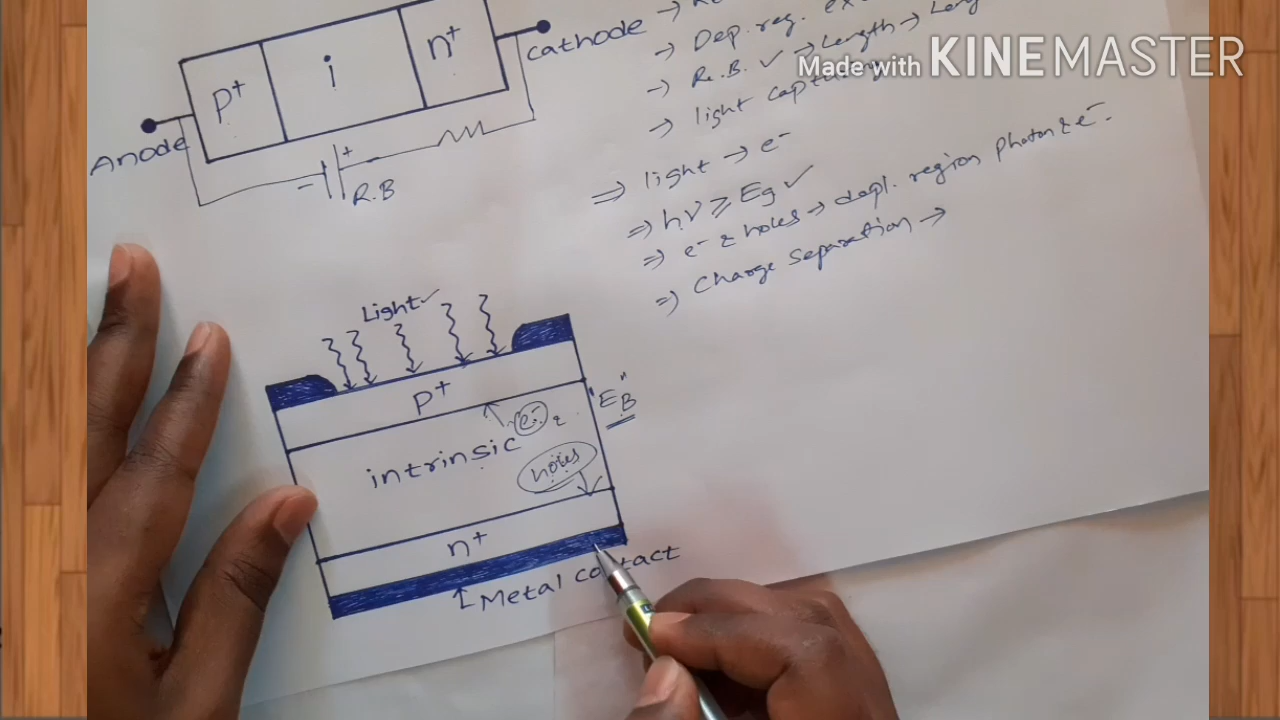 Made with KINEMASTER
p+
i
n+
Anode
Cathode
- +
R.B
→ Dep. reg.
→ R.B. ✓ → Length →
→ light
⇒ light → e-
⇒ hν ≥ Eg ✓
⇒ e- & holes → depl. region photon & e-.
⇒ Charge Separation →
Light ✓
p+
"EB"
e- &
intrinsic
holes
n+
Metal contact